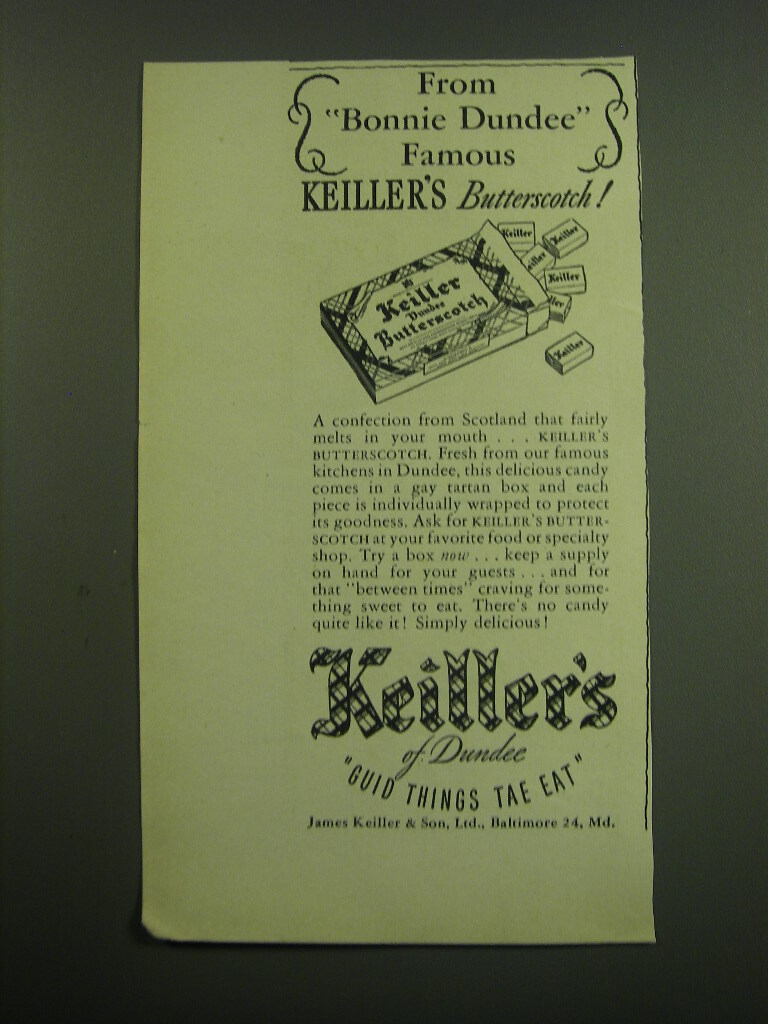 From
"Bonnie Dundee"
Famous
KEILLER'S Butterscotch!
Keiller
Keiller
Keiller
Keiller
Keiller
Dundee
Butterscotch
A confection from Scotland that fairly
melts in your mouth . . . KEILLER'S
BUTTERSCOTCH. Fresh from our famous
kitchens in Dundee, this delicious candy
comes in a gay tartan box and each
piece is individually wrapped to protect
its goodness. Ask for KEILLER'S BUTTER-
SCOTCH at your favorite food or specialty
shop. Try a box now . . . keep a supply
on hand for your guests . . . and for
that "between times" craving for some-
thing sweet to eat. There's no candy
quite like it! Simply delicious!
Keiller's
of Dundee
"GUID THINGS TAE EAT"
James Keiller & Son, Ltd., Baltimore 24, Md.